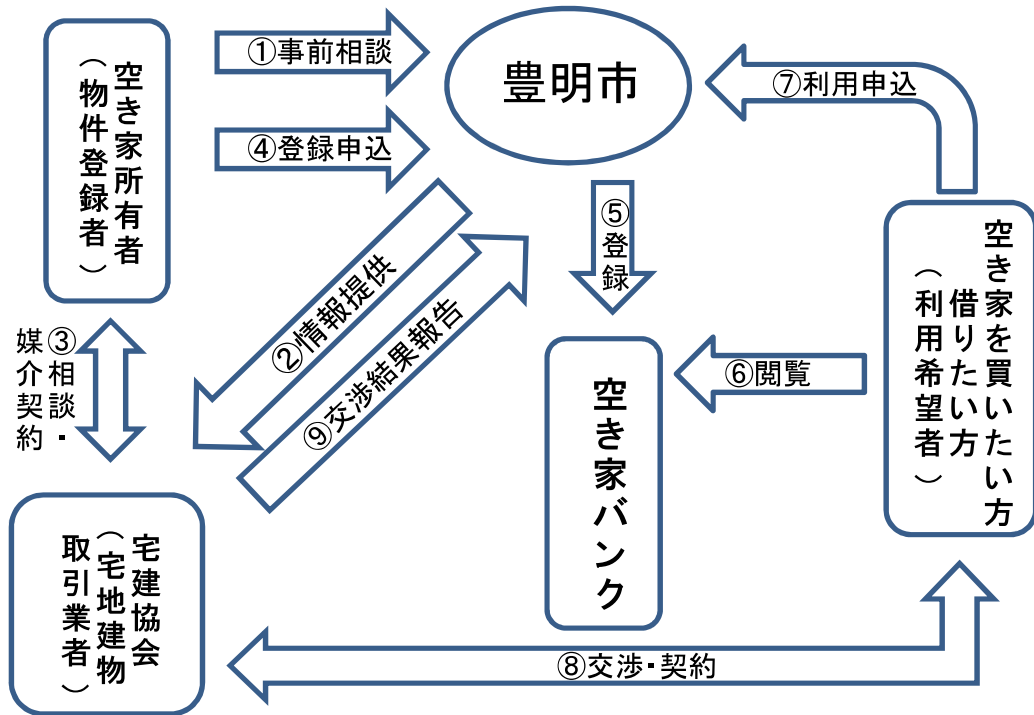 空き家所有者
（物件登録者）
①事前相談
④登録申込
豊明市
⑦利用申込
⑤登録
②情報提供
⑨交渉結果報告
③相談・
媒介契約
空き家バンク
⑥閲覧
空き家を買いたい方
借りたい方
（利用希望者）
宅建協会
（宅地建物
取引業者）
⑧交渉・契約